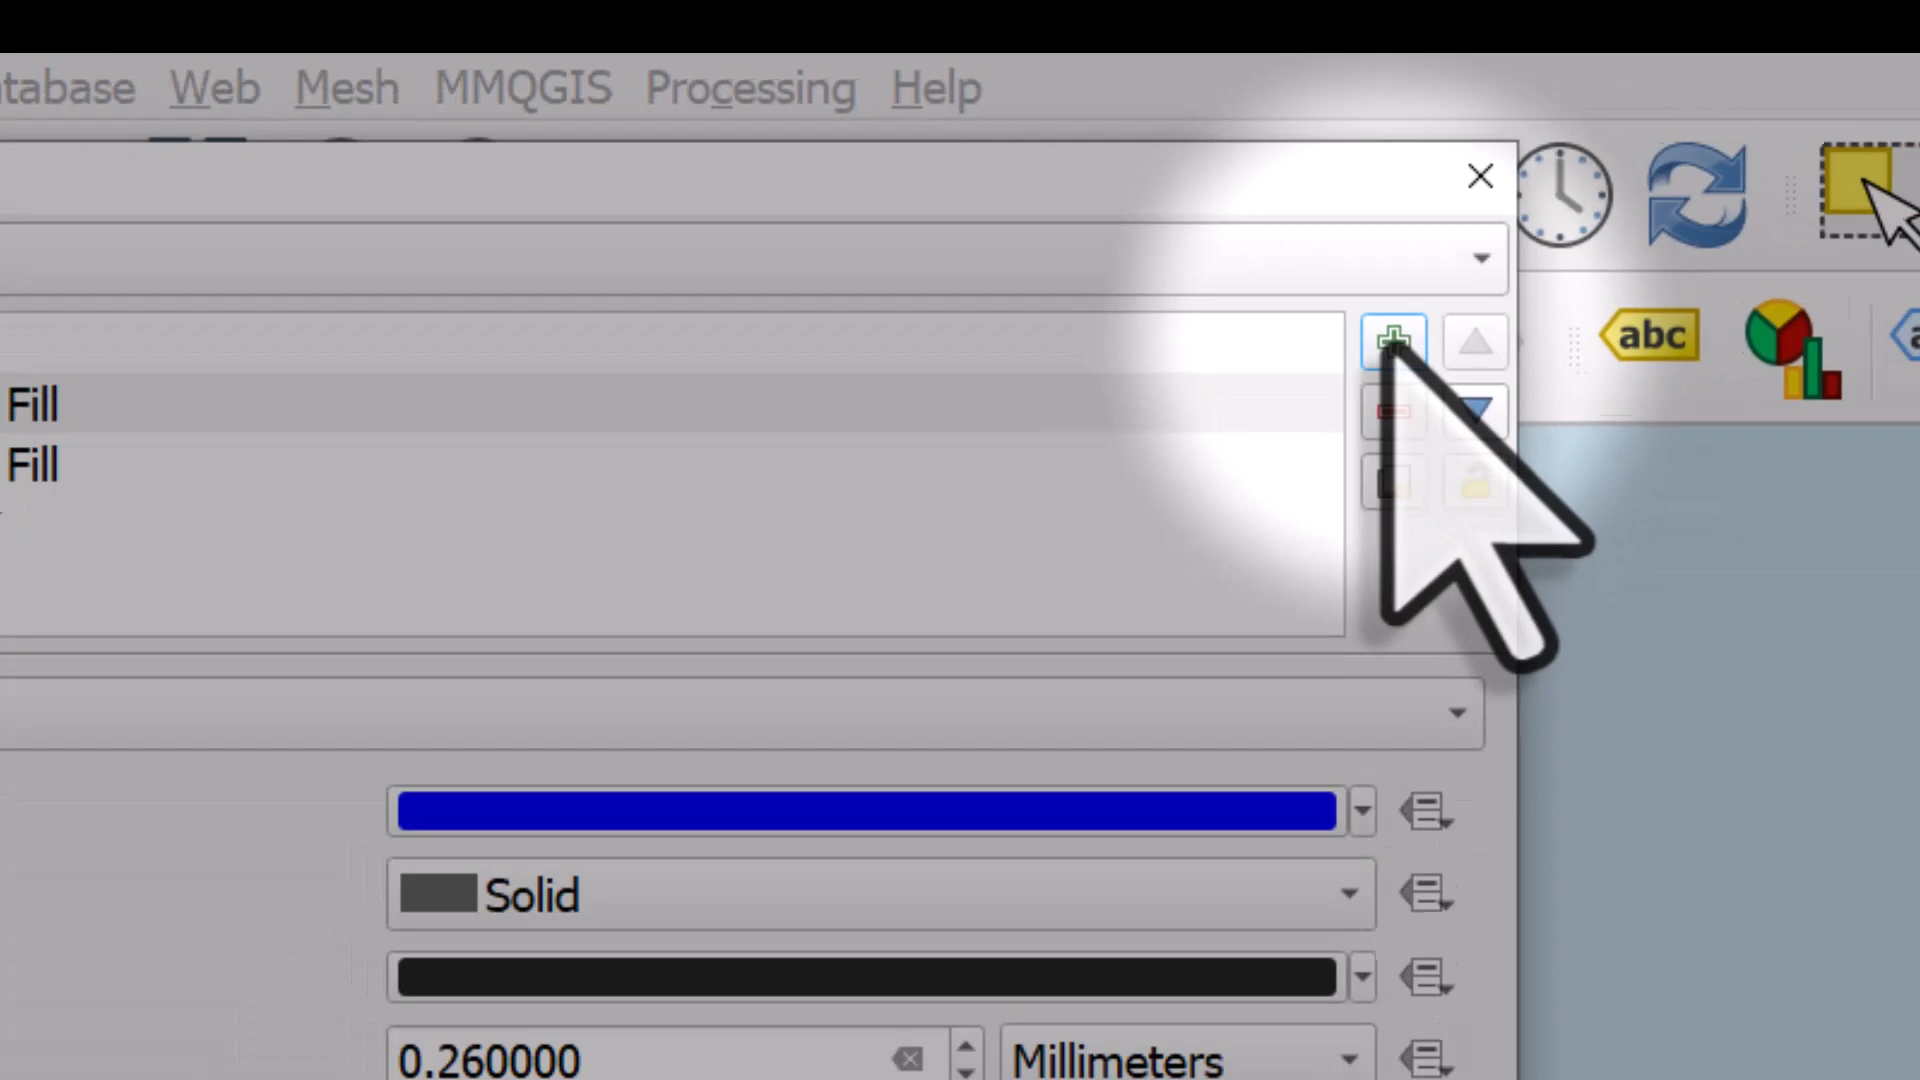 tabase Web Mesh MMQGIS Processing Help
abc
Fill
Fill
Solid
0.260000 Millimeters